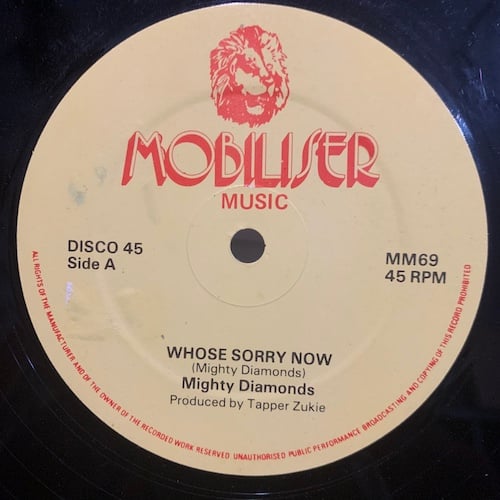 MOBILISER
MUSIC
DISCO 45
Side A
MM69
45 RPM
WHOSE SORRY NOW
(Mighty Diamonds)
Mighty Diamonds
Produced by Tapper Zukie
ALL RIGHTS OF THE MANUFACTURER AND OF THE OWNER OF THE RECORDED WORK RESERVED. UNAUTHORISED PUBLIC PERFORMANCE BROADCASTING AND COPYING OF THIS RECORD PROHIBITED